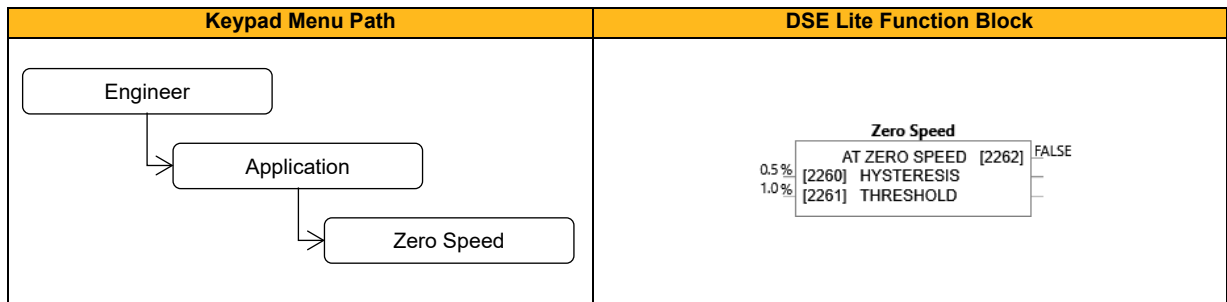 Keypad Menu Path
DSE Lite Function Block
Engineer
Application
Zero Speed
Zero Speed
AT ZERO SPEED [2262] FALSE
0.5 % [2260] HYSTERESIS
1.0 % [2261] THRESHOLD